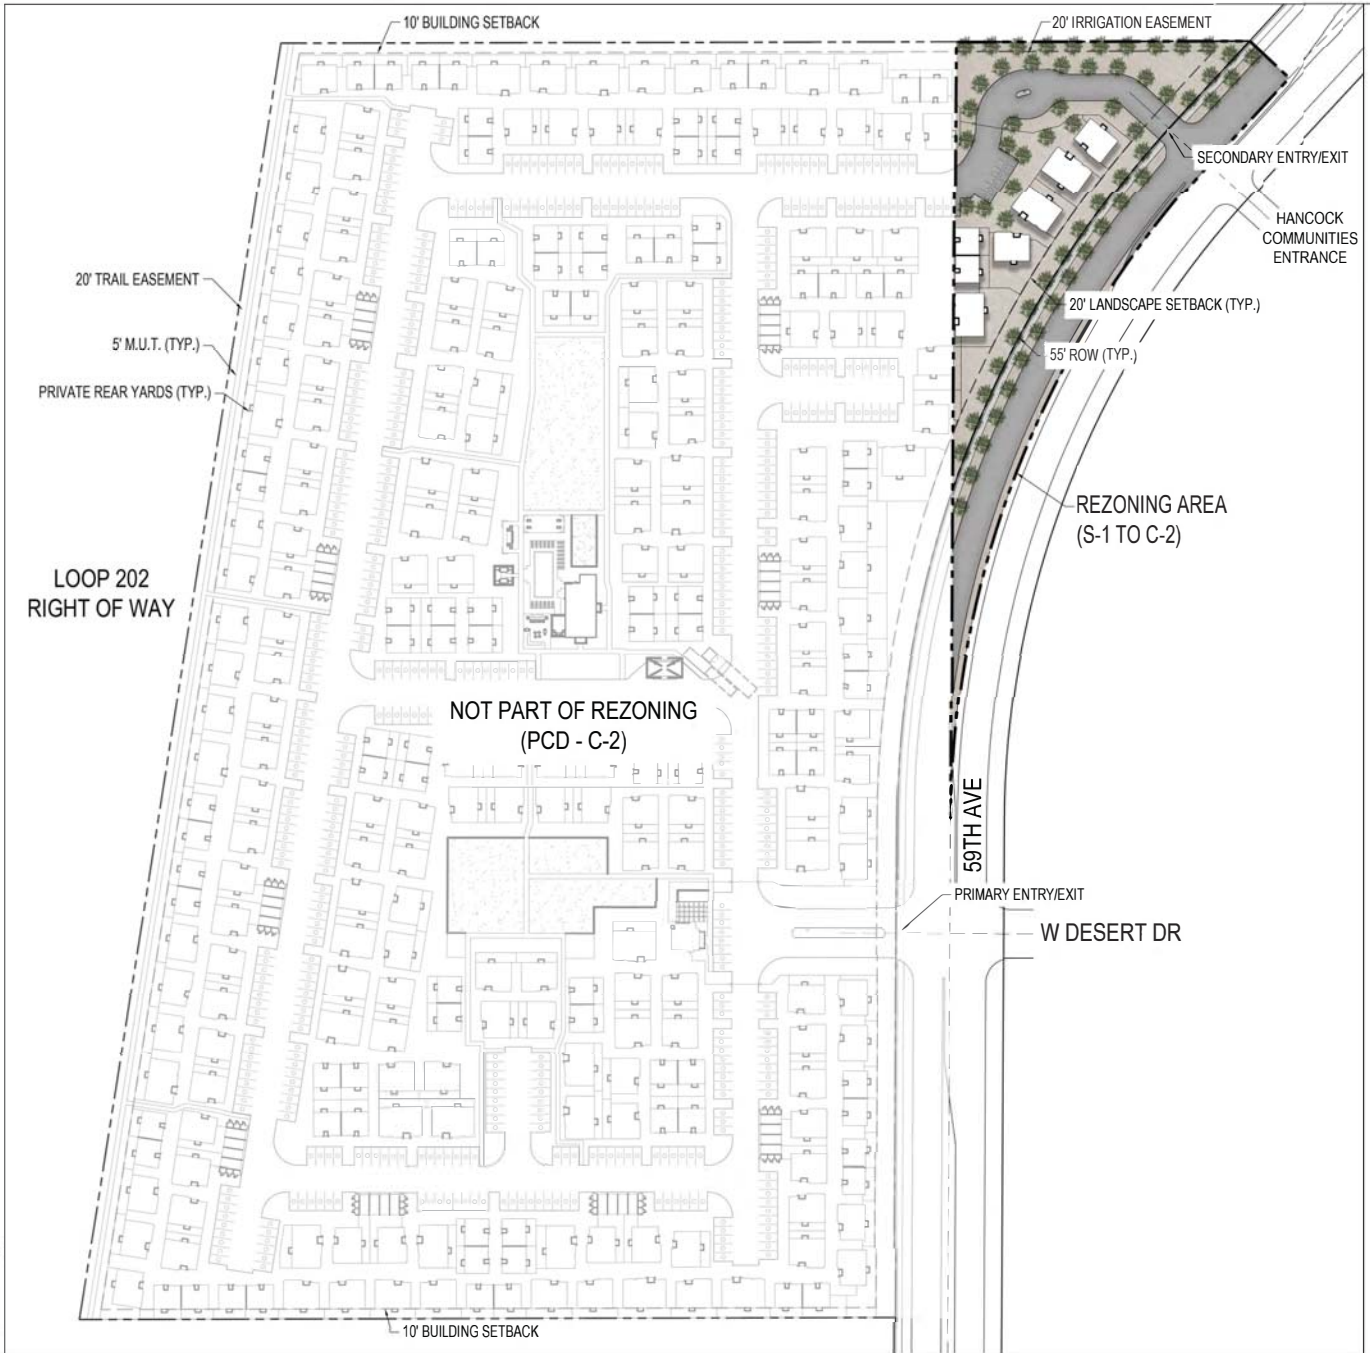 10' BUILDING SETBACK
20' IRRIGATION EASEMENT
SECONDARY ENTRY/EXIT
HANCOCK
COMMUNITIES
ENTRANCE
20' TRAIL EASEMENT
20' LANDSCAPE SETBACK (TYP.)
5' M.U.T. (TYP.)
55' ROW (TYP.)
PRIVATE REAR YARDS (TYP.)
REZONING AREA
(S-1 TO C-2)
LOOP 202
RIGHT OF WAY
NOT PART OF REZONING
(PCD - C-2)
59TH AVE
PRIMARY ENTRY/EXIT
W DESERT DR
10' BUILDING SETBACK